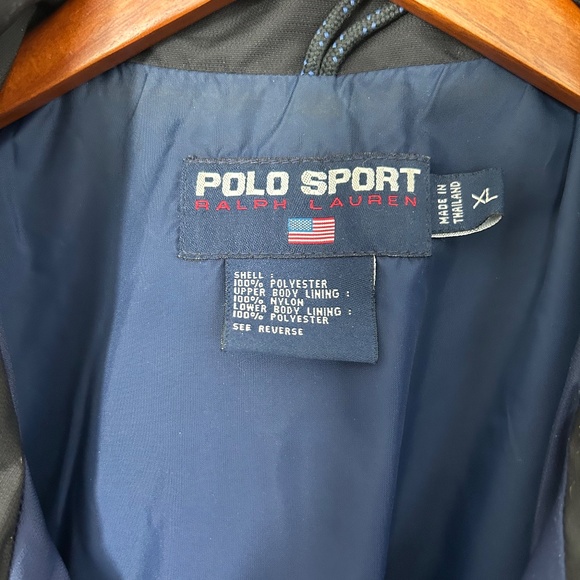 POLO SPORT
RALPH LAUREN
MADE IN
THAILAND
XL
SHELL :
100% POLYESTER
UPPER BODY LINING :
100% NYLON
LOWER BODY LINING :
100% POLYESTER
SEE REVERSE